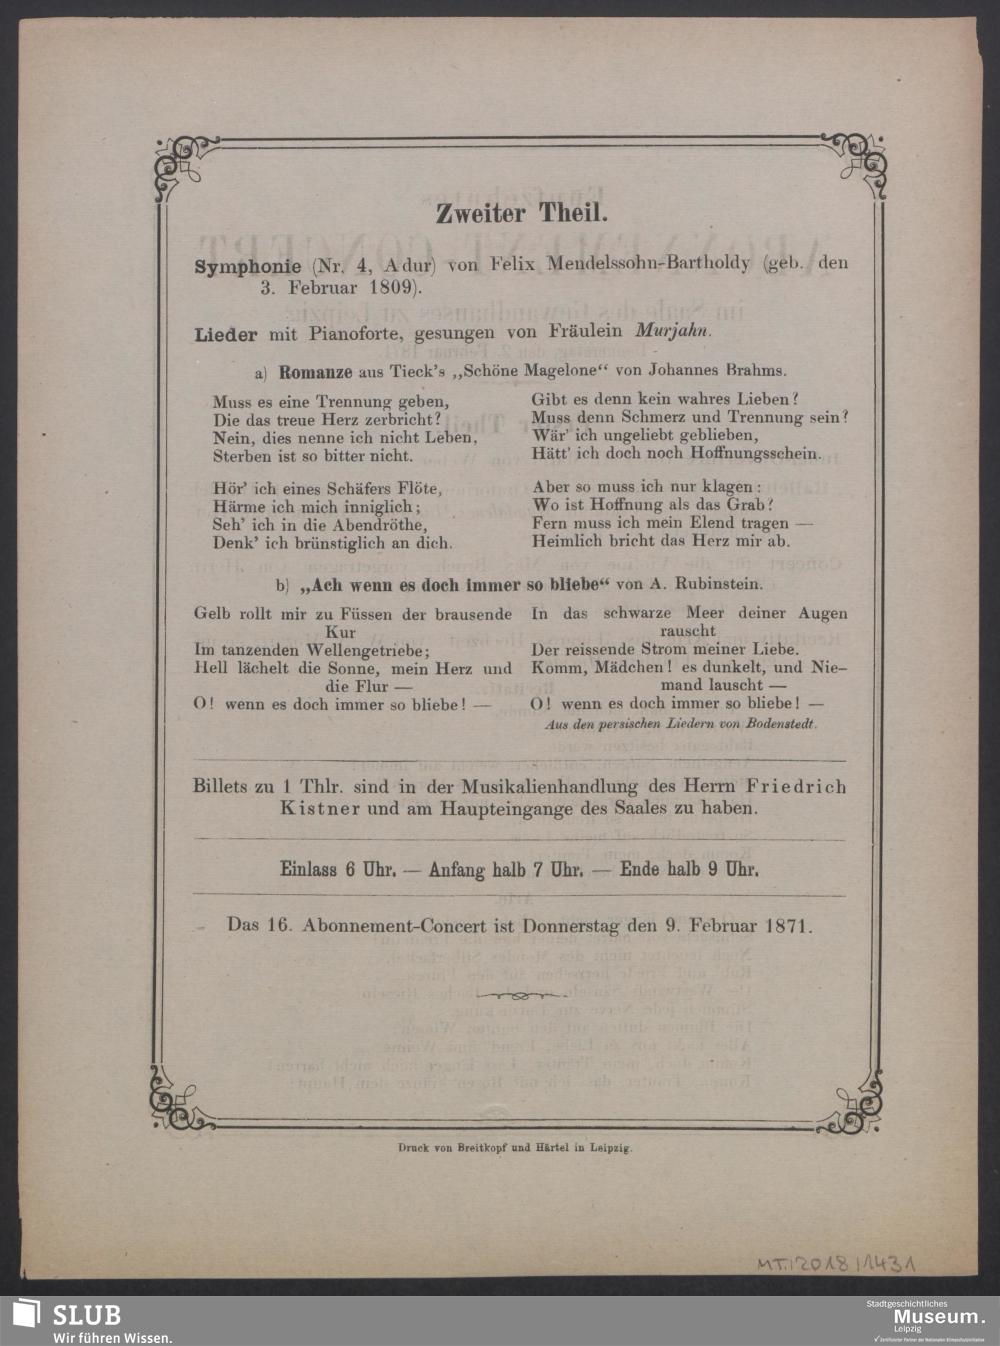 Zweiter Theil.
Symphonie (Nr. 4, A dur) von Felix Mendelssohn-Bartholdy (geb. den
3. Februar 1809).
Lieder mit Pianoforte, gesungen von Fräulein Murjahn.
a) Romanze aus Tieck's „Schöne Magelone“ von Johannes Brahms.
Muss es eine Trennung geben,
Die das treue Herz zerbricht?
Nein, dies nenne ich nicht Leben,
Sterben ist so bitter nicht.
Hör' ich eines Schäfers Flöte,
Härme ich mich inniglich;
Seh' ich in die Abendröthe,
Denk' ich brünstiglich an dich.
Gibt es denn kein wahres Lieben?
Muss denn Schmerz und Trennung sein?
Wär' ich ungeliebt geblieben,
Hätt' ich doch noch Hoffnungsschein.
Aber so muss ich nur klagen:
Wo ist Hoffnung als das Grab?
Fern muss ich mein Elend tragen —
Heimlich bricht das Herz mir ab.
b) „Ach wenn es doch immer so bliebe“ von A. Rubinstein.
Gelb rollt mir zu Füssen der brausende
Kur
Im tanzenden Wellengetriebe;
Hell lächelt die Sonne, mein Herz und
die Flur —
O! wenn es doch immer so bliebe! —
In das schwarze Meer deiner Augen
rauscht
Der reissende Strom meiner Liebe.
Komm, Mädchen! es dunkelt, und Nie-
mand lauscht —
O! wenn es doch immer so bliebe! —
Aus den persischen Liedern von Bodenstedt.
Billets zu 1 Thlr. sind in der Musikalienhandlung des Herrn Friedrich
Kistner und am Haupteingange des Saales zu haben.
Einlass 6 Uhr. — Anfang halb 7 Uhr. — Ende halb 9 Uhr.
Das 16. Abonnement-Concert ist Donnerstag den 9. Februar 1871.
Druck von Breitkopf und Härtel in Leipzig.
MT/2018/1431
SLUB
Wir führen Wissen.
Stadtgeschichtliches
Museum.
Leipzig
Zertifizierter Partner der Nationalen Klimaschutzinitiative